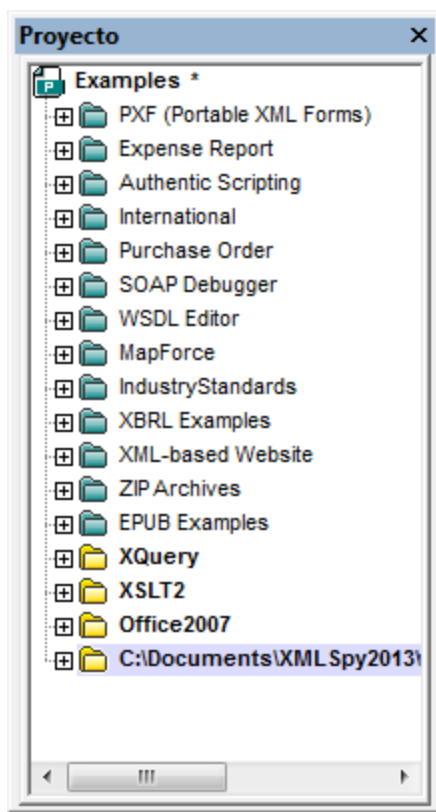 Proyecto
Examples *
PXF (Portable XML Forms)
Expense Report
Authentic Scripting
International
Purchase Order
SOAP Debugger
WSDL Editor
MapForce
IndustryStandards
XBRL Examples
XML-based Website
ZIP Archives
EPUB Examples
XQuery
XSLT2
Office2007
C:\Documents\XMLSpy2013\